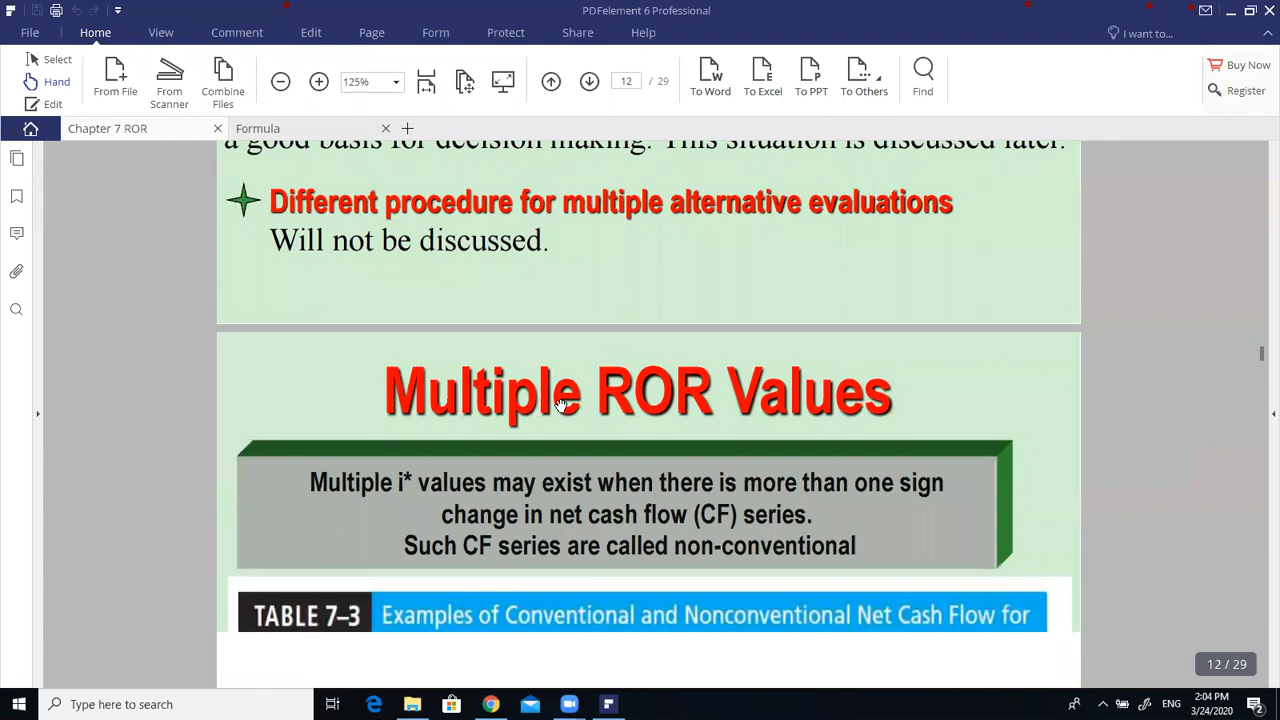 PDFelement 6 Professional
File Home View Comment Edit Page Form Protect Share Help I want to...
Select
Hand
Edit
From File
From Scanner
Combine Files
125%
12 / 29
To Word
To Excel
To PPT
To Others
Find
Buy Now
Register
Chapter 7 ROR
Formula
a good basis for decision making. This situation is discussed later.
Different procedure for multiple alternative evaluations
Will not be discussed.
Multiple ROR Values
Multiple i* values may exist when there is more than one sign
change in net cash flow (CF) series.
Such CF series are called non-conventional
TABLE 7–3 Examples of Conventional and Nonconventional Net Cash Flow for
12 / 29
Type here to search
ENG
2:04 PM
3/24/2020
2